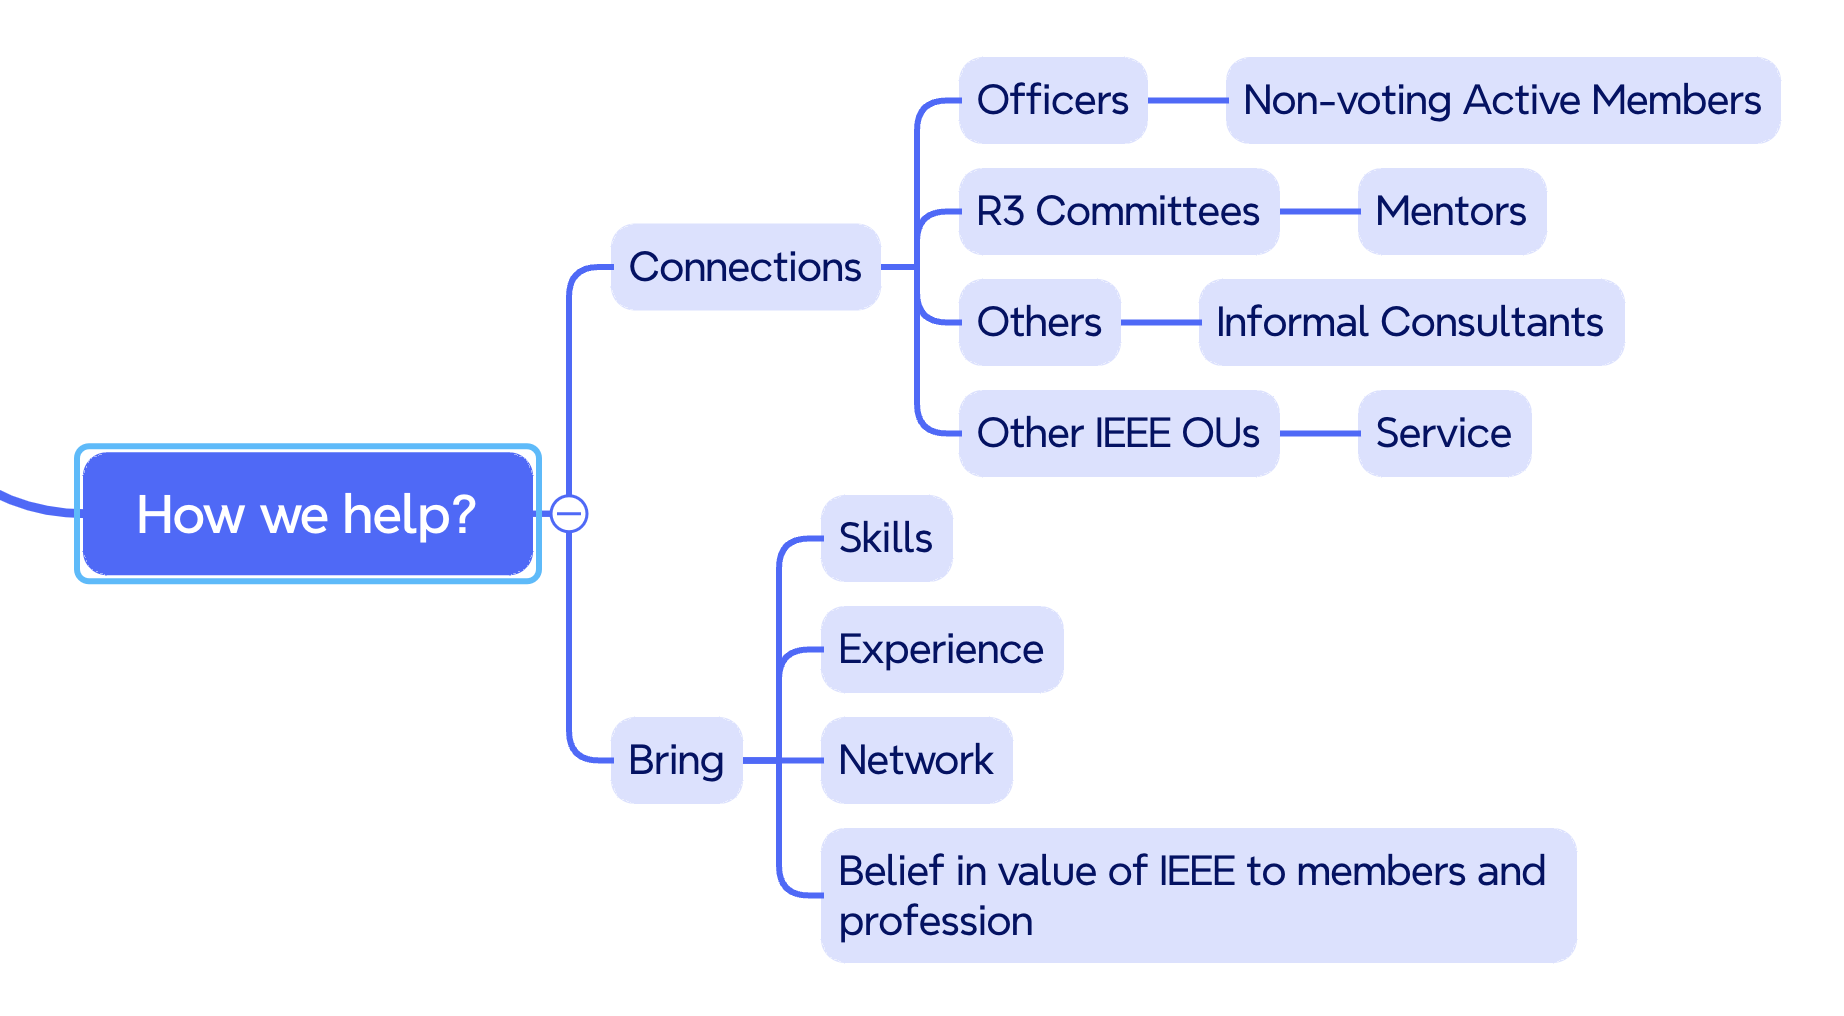 How we help?
Connections
Officers
Non-voting Active Members
R3 Committees
Mentors
Others
Informal Consultants
Other IEEE OUs
Service
Bring
Skills
Experience
Network
Belief in value of IEEE to members and
profession